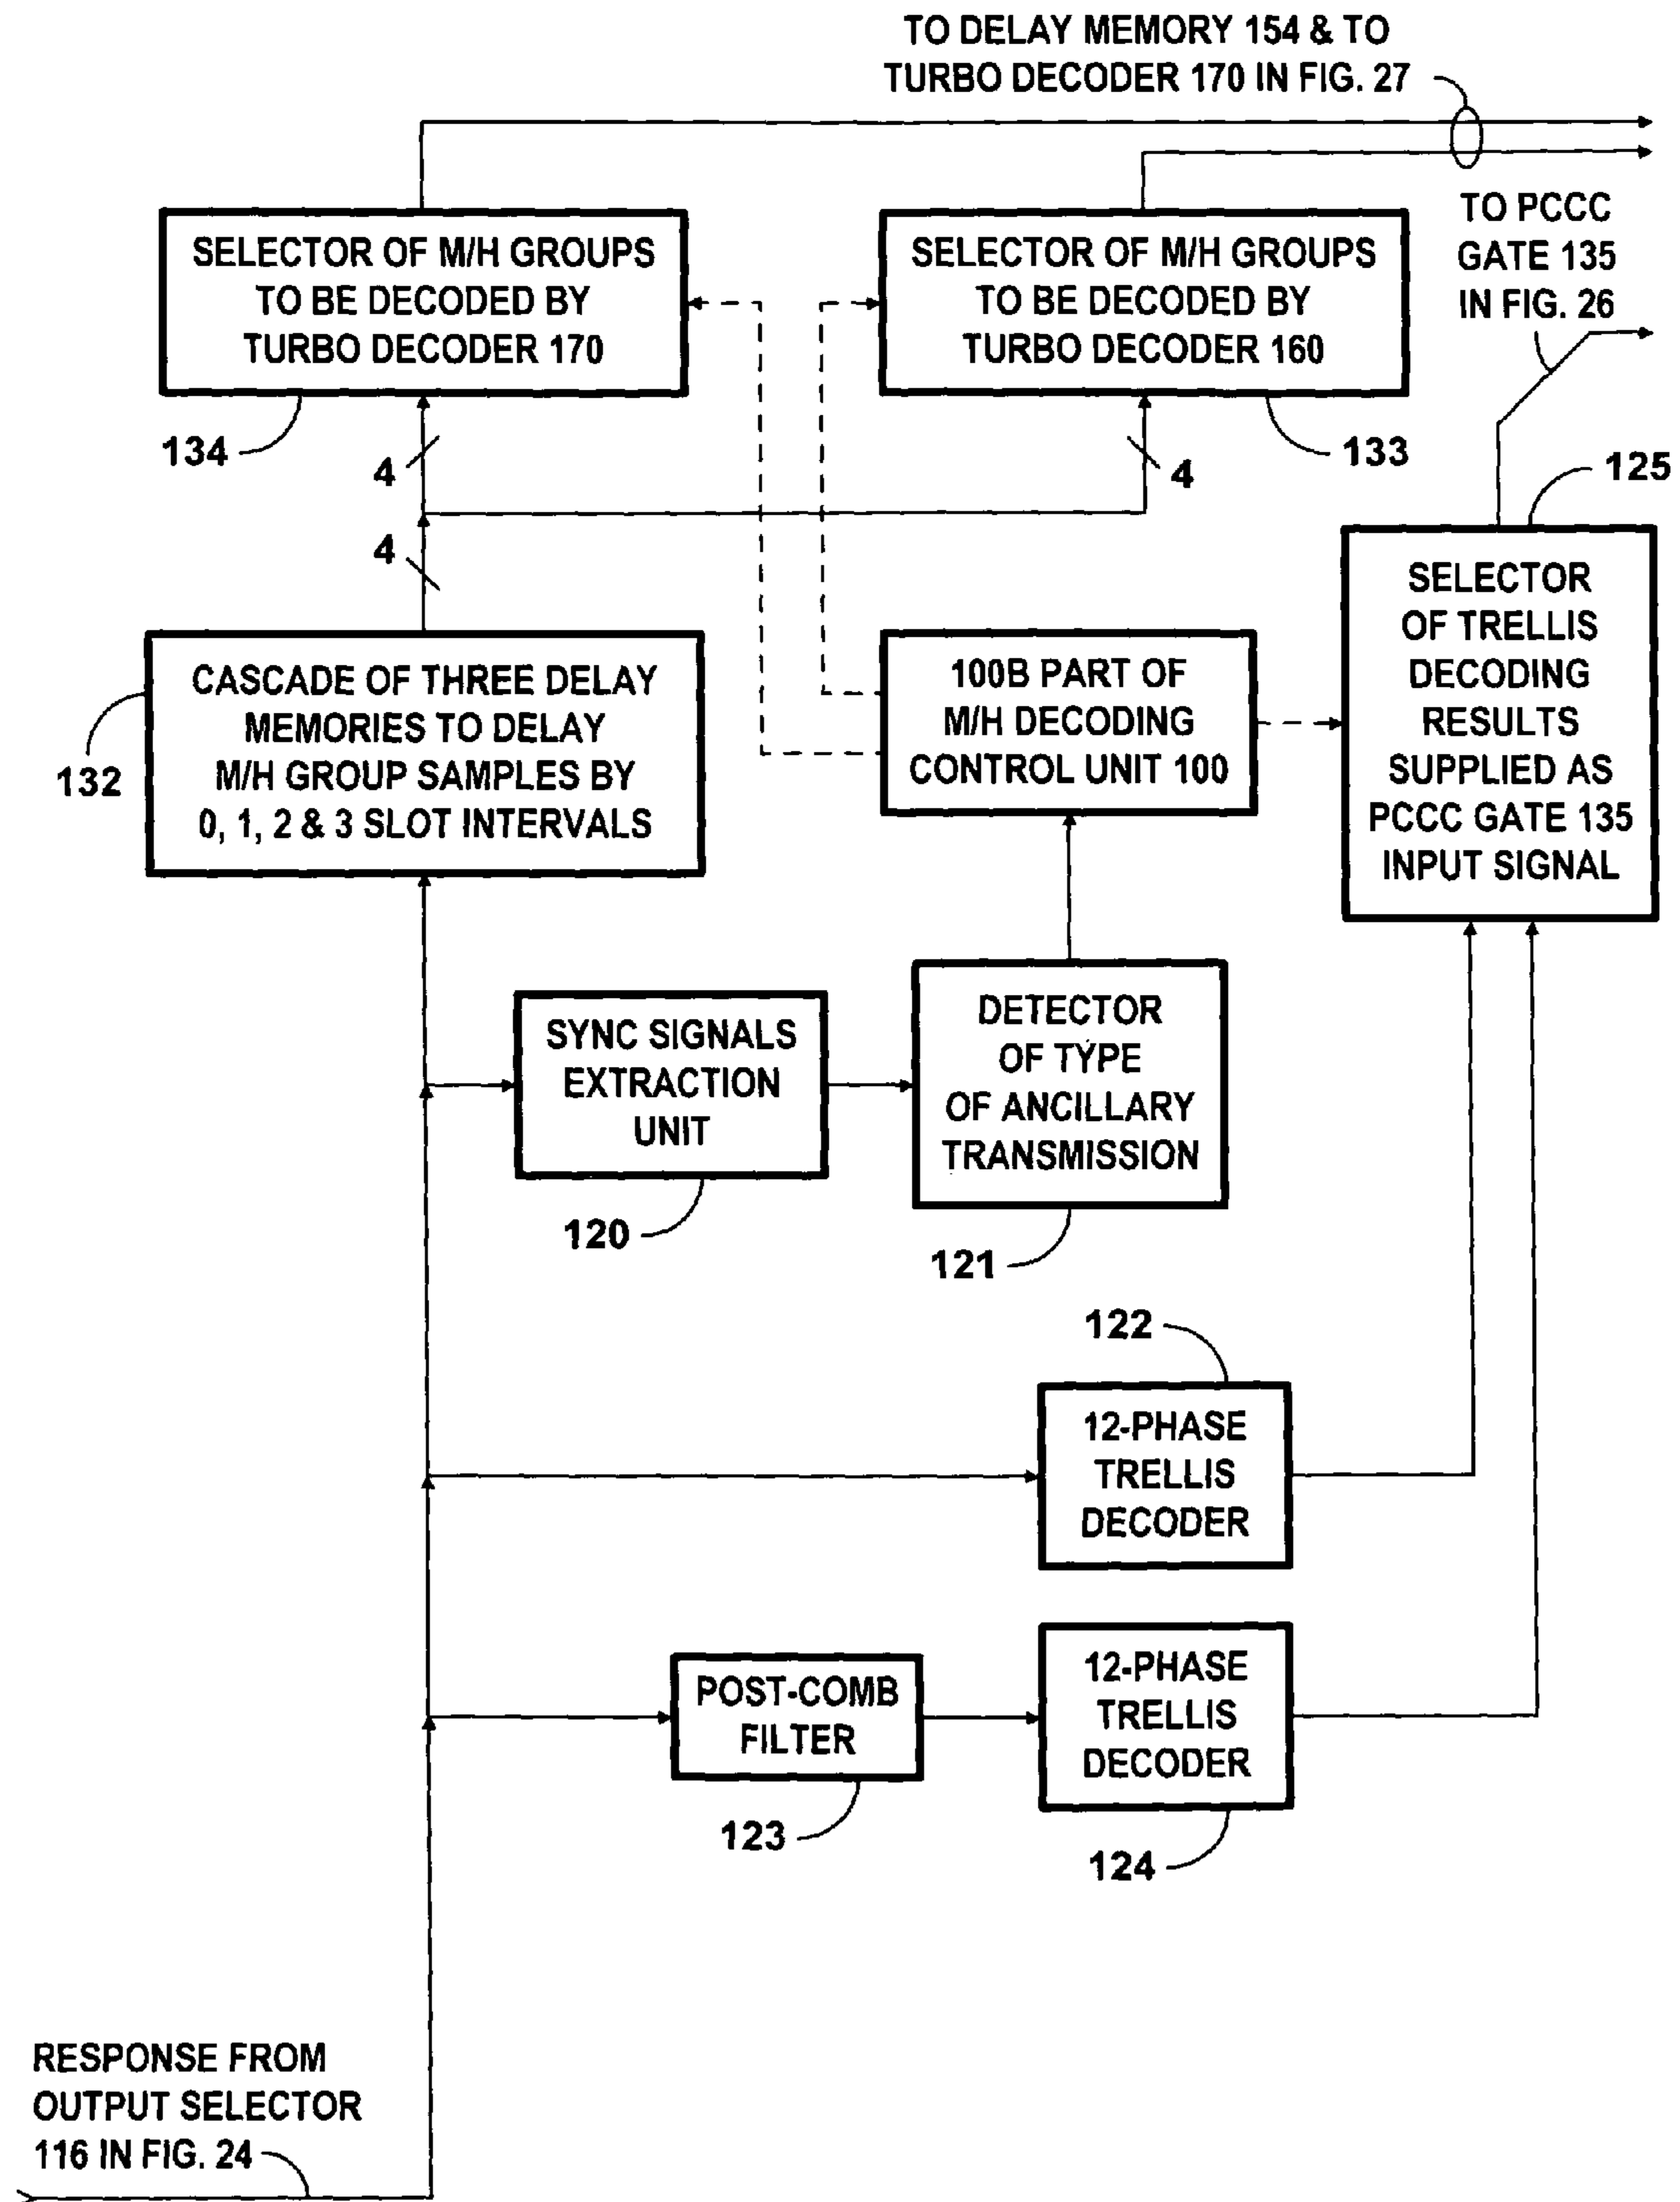 TO DELAY MEMORY 154 & TO
TURBO DECODER 170 IN FIG. 27
TO PCCC
GATE 135
IN FIG. 26
SELECTOR OF M/H GROUPS
TO BE DECODED BY
TURBO DECODER 170
134
SELECTOR OF M/H GROUPS
TO BE DECODED BY
TURBO DECODER 160
133
4
4
4
125
SELECTOR
OF TRELLIS
DECODING
RESULTS
SUPPLIED AS
PCCC GATE 135
INPUT SIGNAL
CASCADE OF THREE DELAY
MEMORIES TO DELAY
M/H GROUP SAMPLES BY
0, 1, 2 & 3 SLOT INTERVALS
132
100B PART OF
M/H DECODING
CONTROL UNIT 100
SYNC SIGNALS
EXTRACTION
UNIT
120
DETECTOR
OF TYPE
OF ANCILLARY
TRANSMISSION
121
122
12-PHASE
TRELLIS
DECODER
POST-COMB
FILTER
123
12-PHASE
TRELLIS
DECODER
124
RESPONSE FROM
OUTPUT SELECTOR
116 IN FIG. 24